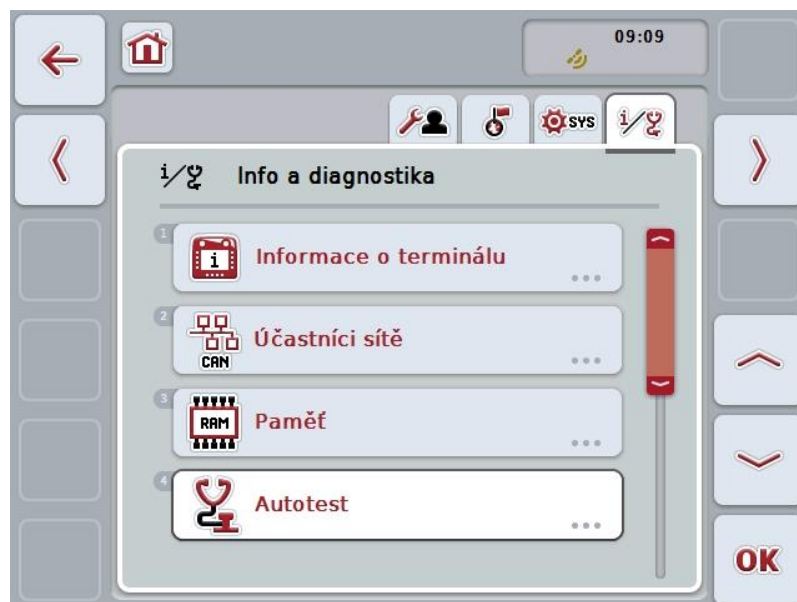 09:09
SYS
i
i
Info a diagnostika
1
i
Informace o terminálu
2
CAN
Účastníci sítě
3
RAM
Paměť
4
Autotest
OK